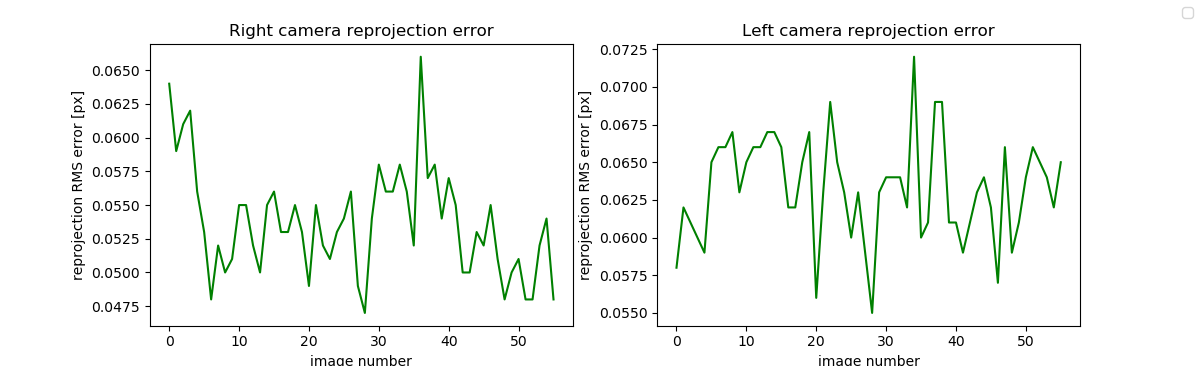 Right camera reprojection error
reprojection RMS error [px]
0.0650
0.0625
0.0600
0.0575
0.0550
0.0525
0.0500
0.0475
0 10 20 30 40 50
image number
Left camera reprojection error
reprojection RMS error [px]
0.0725
0.0700
0.0675
0.0650
0.0625
0.0600
0.0575
0.0550
0 10 20 30 40 50
image number